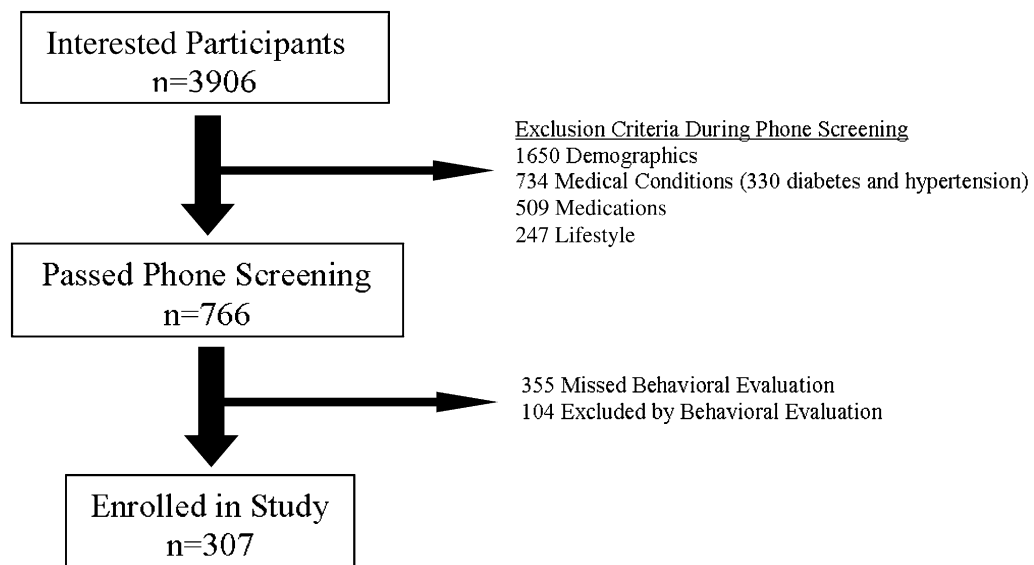 Interested Participants
n=3906
Exclusion Criteria During Phone Screening
1650 Demographics
734 Medical Conditions (330 diabetes and hypertension)
509 Medications
247 Lifestyle
Passed Phone Screening
n=766
355 Missed Behavioral Evaluation
104 Excluded by Behavioral Evaluation
Enrolled in Study
n=307